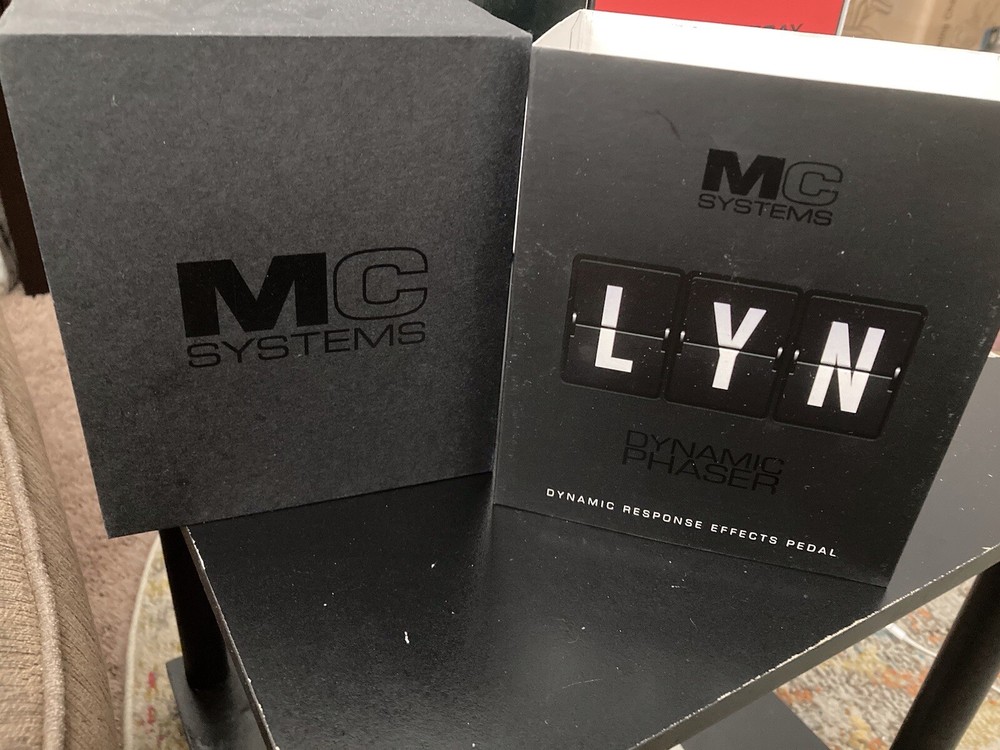 MC
SYSTEMS
MC
SYSTEMS
LYN
DYNAMIC
PHASER
DYNAMIC RESPONSE EFFECTS PEDAL